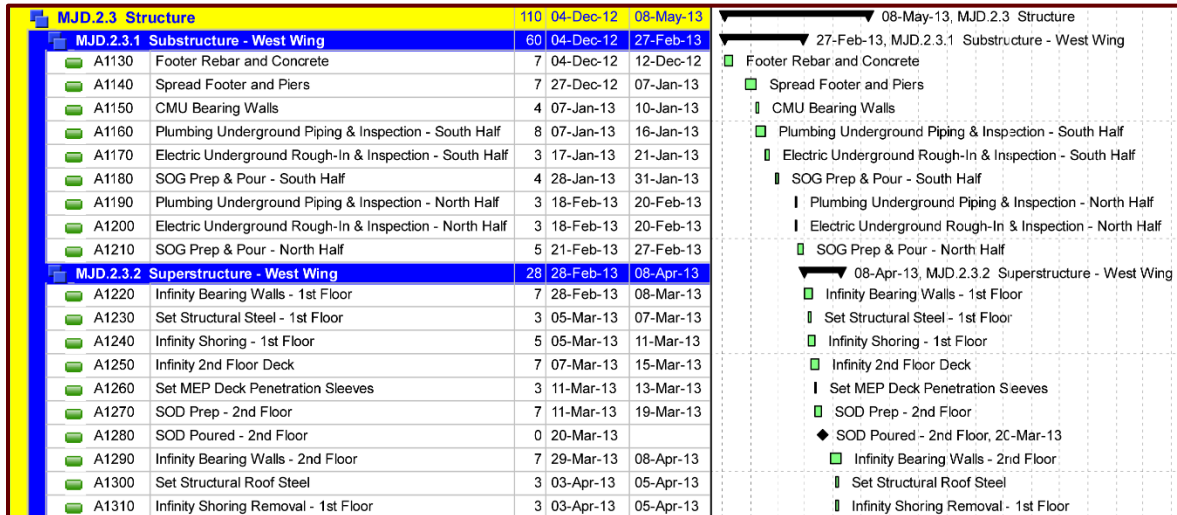 MJD.2.3 Structure 110 04-Dec-12 08-May-13 08-May-13, MJD.2.3 Structure
MJD.2.3.1 Substructure - West Wing 60 04-Dec-12 27-Feb-13 27-Feb-13, MJD.2.3.1 Substructure - West Wing
A1130 Footer Rebar and Concrete 7 04-Dec-12 12-Dec-12 Footer Rebar and Concrete
A1140 Spread Footer and Piers 7 27-Dec-12 07-Jan-13 Spread Footer and Piers
A1150 CMU Bearing Walls 4 07-Jan-13 10-Jan-13 CMU Bearing Walls
A1160 Plumbing Underground Piping & Inspection - South Half 8 07-Jan-13 16-Jan-13 Plumbing Underground Piping & Inspection - South Half
A1170 Electric Underground Rough-In & Inspection - South Half 3 17-Jan-13 21-Jan-13 Electric Underground Rough-In & Inspection - South Half
A1180 SOG Prep & Pour - South Half 4 28-Jan-13 31-Jan-13 SOG Prep & Pour - South Half
A1190 Plumbing Underground Piping & Inspection - North Half 3 18-Feb-13 20-Feb-13 Plumbing Underground Piping & Inspection - North Half
A1200 Electric Underground Rough-In & Inspection - North Half 3 18-Feb-13 20-Feb-13 Electric Underground Rough-In & Inspection - North Half
A1210 SOG Prep & Pour - North Half 5 21-Feb-13 27-Feb-13 SOG Prep & Pour - North Half
MJD.2.3.2 Superstructure - West Wing 28 28-Feb-13 08-Apr-13 08-Apr-13, MJD.2.3.2 Superstructure - West Wing
A1220 Infinity Bearing Walls - 1st Floor 7 28-Feb-13 08-Mar-13 Infinity Bearing Walls - 1st Floor
A1230 Set Structural Steel - 1st Floor 3 05-Mar-13 07-Mar-13 Set Structural Steel - 1st Floor
A1240 Infinity Shoring - 1st Floor 5 05-Mar-13 11-Mar-13 Infinity Shoring - 1st Floor
A1250 Infinity 2nd Floor Deck 7 07-Mar-13 15-Mar-13 Infinity 2nd Floor Deck
A1260 Set MEP Deck Penetration Sleeves 3 11-Mar-13 13-Mar-13 Set MEP Deck Penetration Sleeves
A1270 SOD Prep - 2nd Floor 7 11-Mar-13 19-Mar-13 SOD Prep - 2nd Floor
A1280 SOD Poured - 2nd Floor 0 20-Mar-13 SOD Poured - 2nd Floor, 20-Mar-13
A1290 Infinity Bearing Walls - 2nd Floor 7 29-Mar-13 08-Apr-13 Infinity Bearing Walls - 2nd Floor
A1300 Set Structural Roof Steel 3 03-Apr-13 05-Apr-13 Set Structural Roof Steel
A1310 Infinity Shoring Removal - 1st Floor 3 03-Apr-13 05-Apr-13 Infinity Shoring Removal - 1st Floor